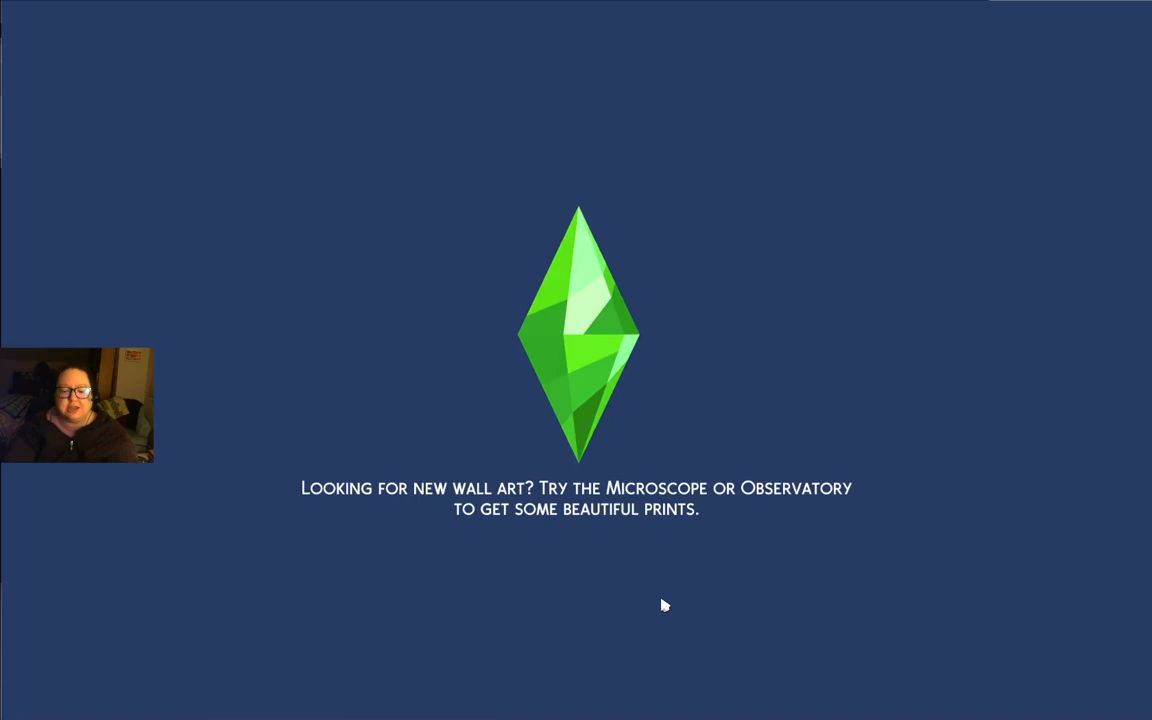 Looking for new wall art? Try the Microscope or Observatory
to get some beautiful prints.